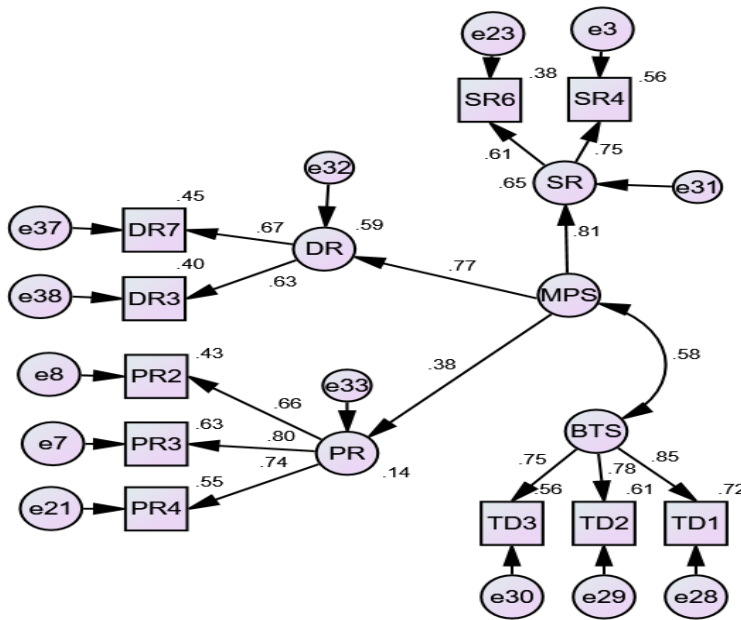 e23
e3
.38
.56
SR6
SR4
.61
.75
e32
.65
SR
e31
.45
.59
e37
DR7
.67
DR
.81
.40
.77
e38
DR3
.63
MPS
.43
.38
.58
e8
PR2
e33
.66
.63
BTS
e7
PR3
.80
PR
.75
.78
.85
.55
.74
.14
.56
.61
.72
e21
PR4
TD3
TD2
TD1
e30
e29
e28